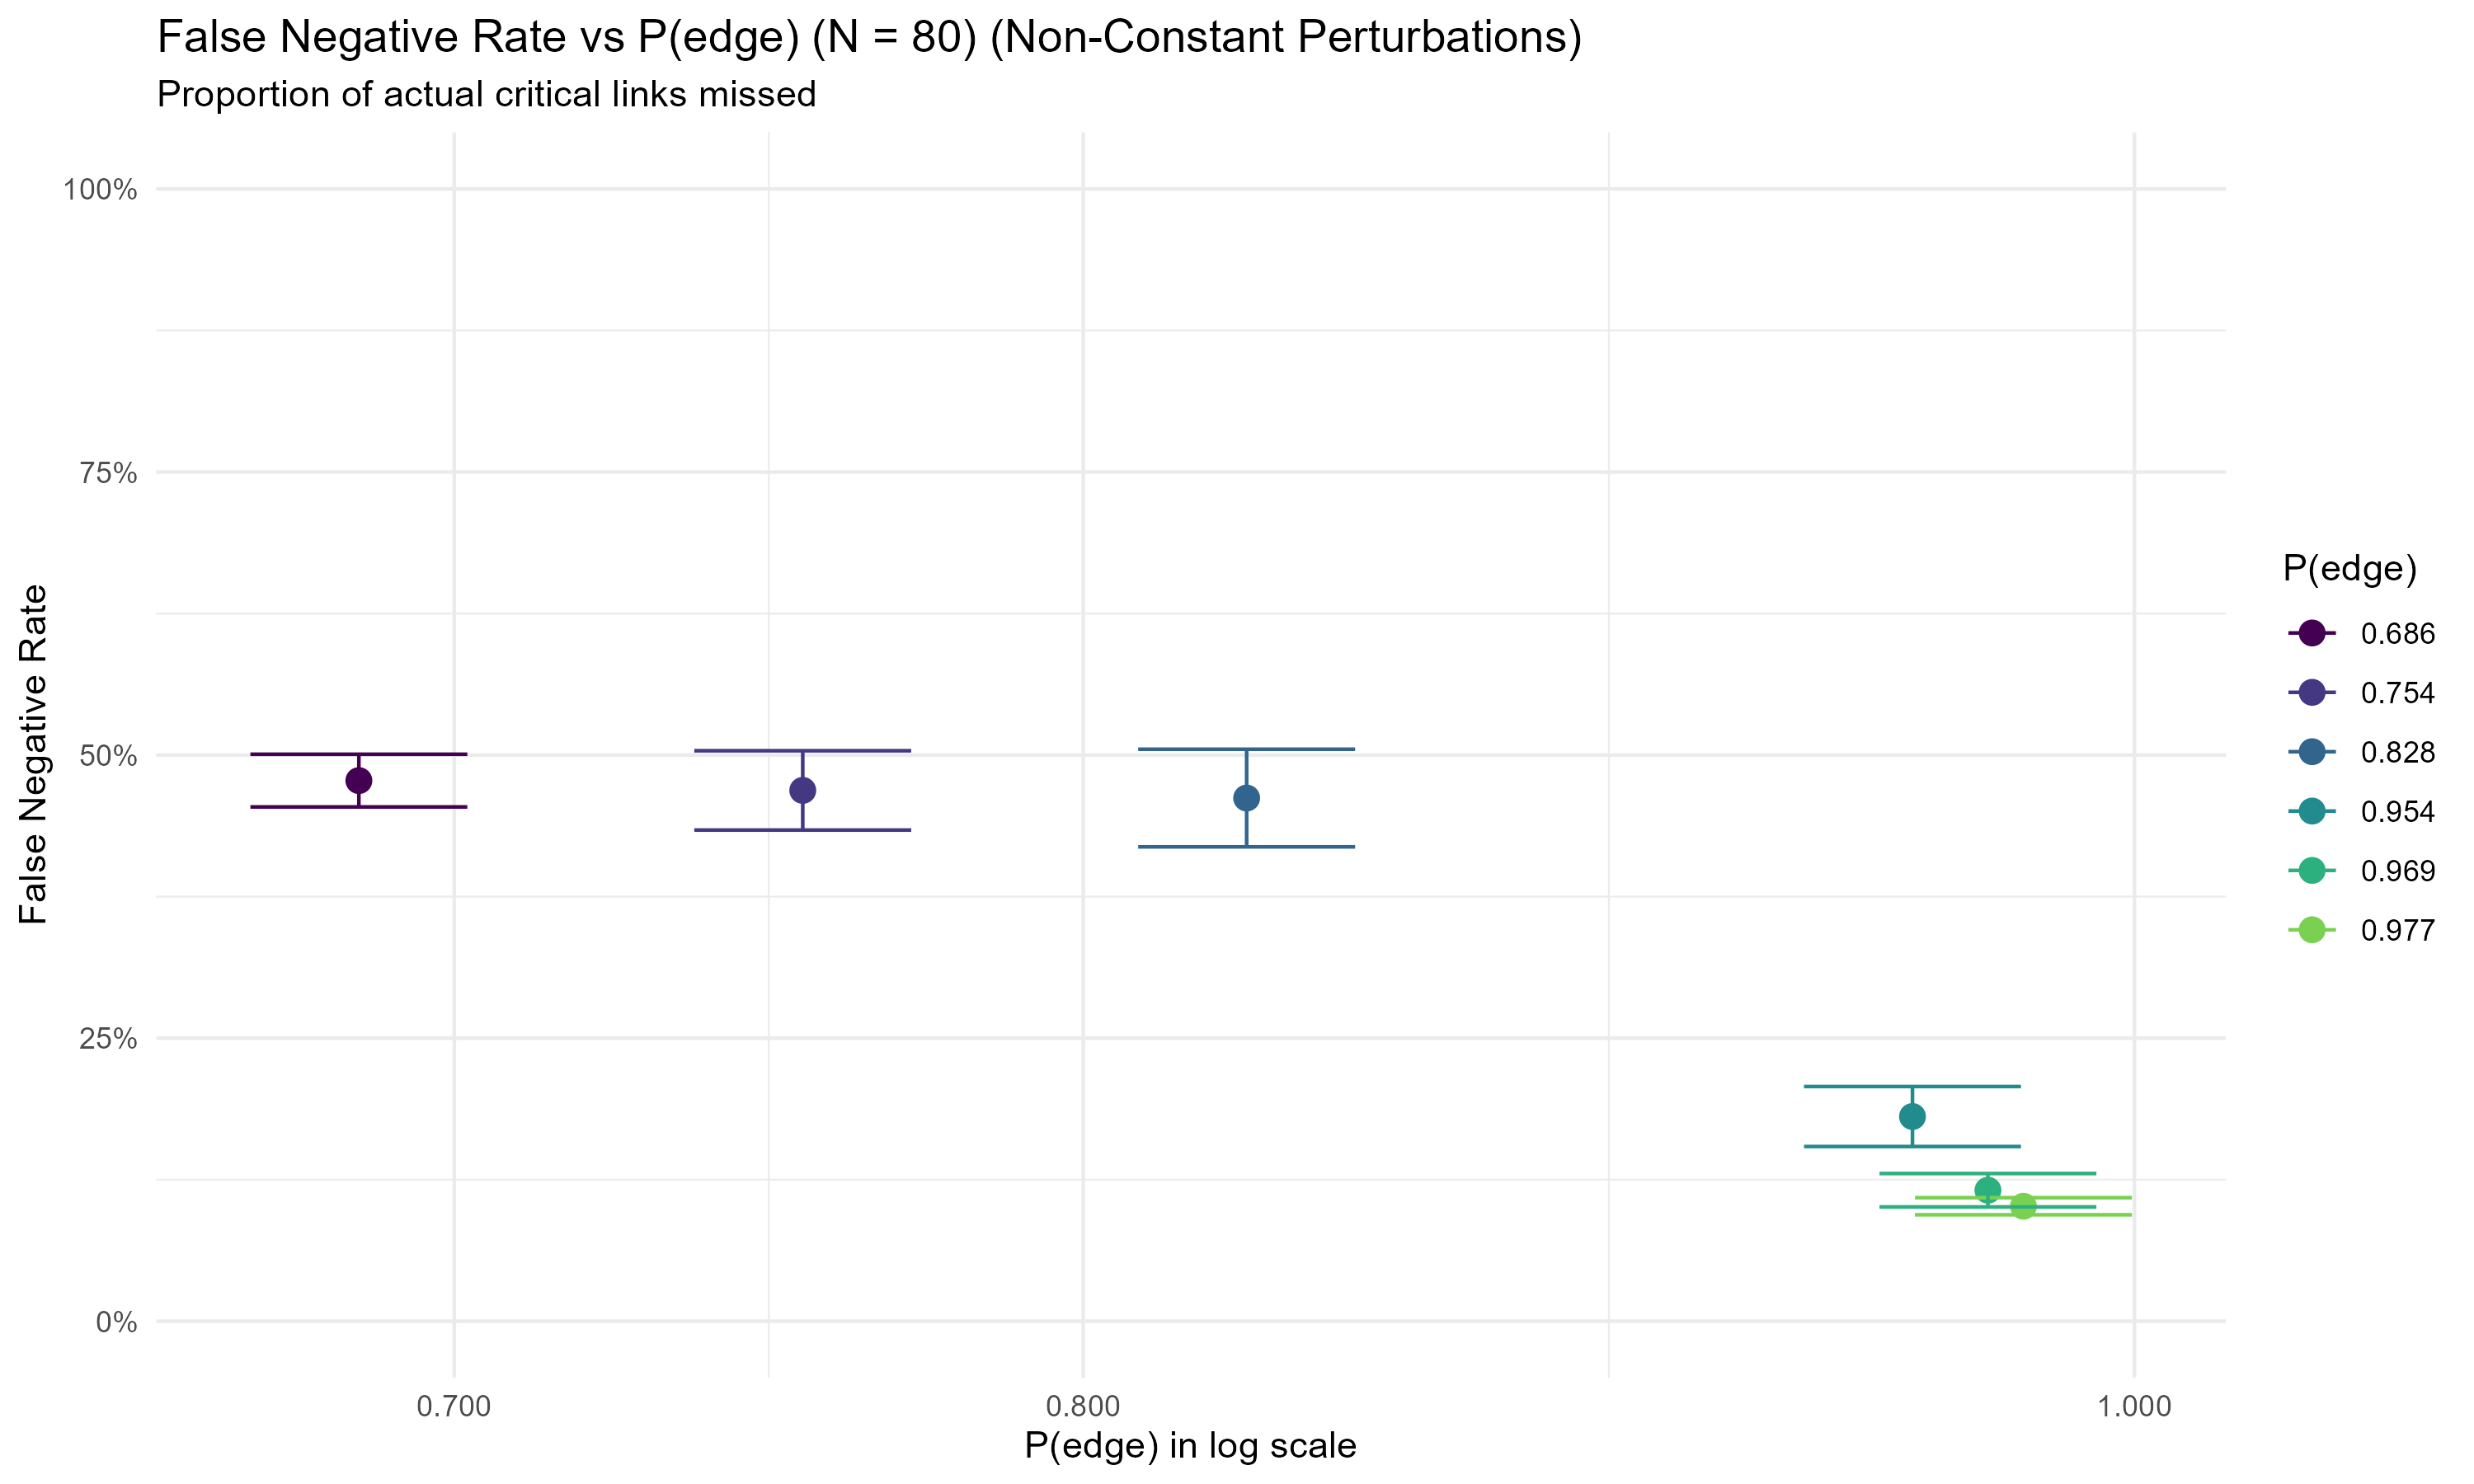 False Negative Rate vs P(edge) (N = 80) (Non-Constant Perturbations)
Proportion of actual critical links missed
100%
75%
50%
25%
0%
False Negative Rate
0.700
0.800
1.000
P(edge) in log scale
P(edge)
0.686
0.754
0.828
0.954
0.969
0.977